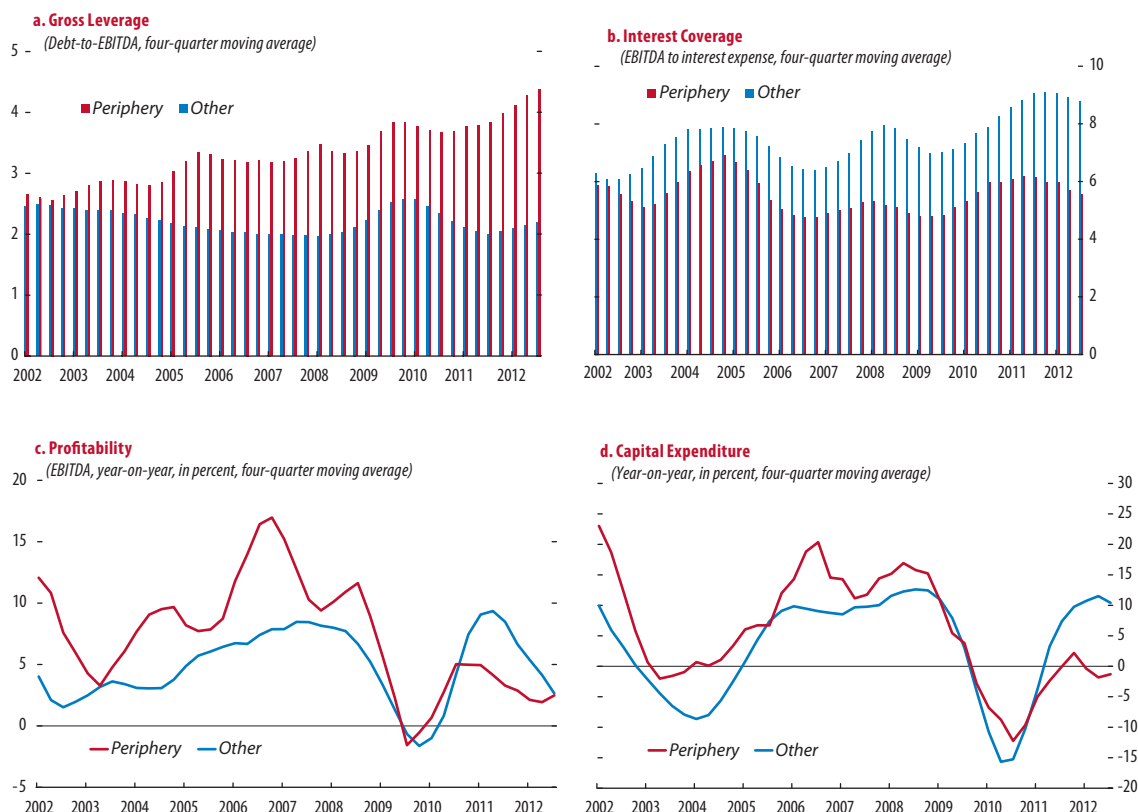 a. Gross Leverage
(Debt-to-EBITDA, four-quarter moving average)
5
4
3
2
1
0
Periphery Other
2002 2003 2004 2005 2006 2007 2008 2009 2010 2011 2012
b. Interest Coverage
(EBITDA to interest expense, four-quarter moving average)
10
8
6
4
2
0
Periphery Other
2002 2003 2004 2005 2006 2007 2008 2009 2010 2011 2012
c. Profitability
(EBITDA, year-on-year, in percent, four-quarter moving average)
20
15
10
5
0
-5
Periphery Other
2002 2003 2004 2005 2006 2007 2008 2009 2010 2011 2012
d. Capital Expenditure
(Year-on-year, in percent, four-quarter moving average)
30
25
20
15
10
5
0
-5
-10
-15
-20
Periphery Other
2002 2003 2004 2005 2006 2007 2008 2009 2010 2011 2012